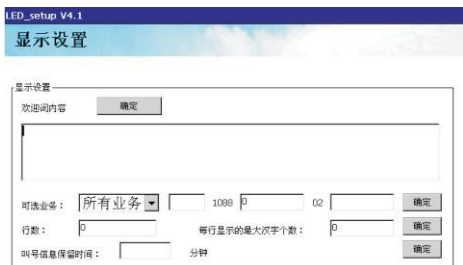 LED_setup V4.1
显示设置
显示设置
欢迎词内容 确定
可选业务： 所有业务 1088 0 02 确定
行数： 0 每行显示的最大汉字个数： 0 确定
叫号信息保留时间： 分钟 确定